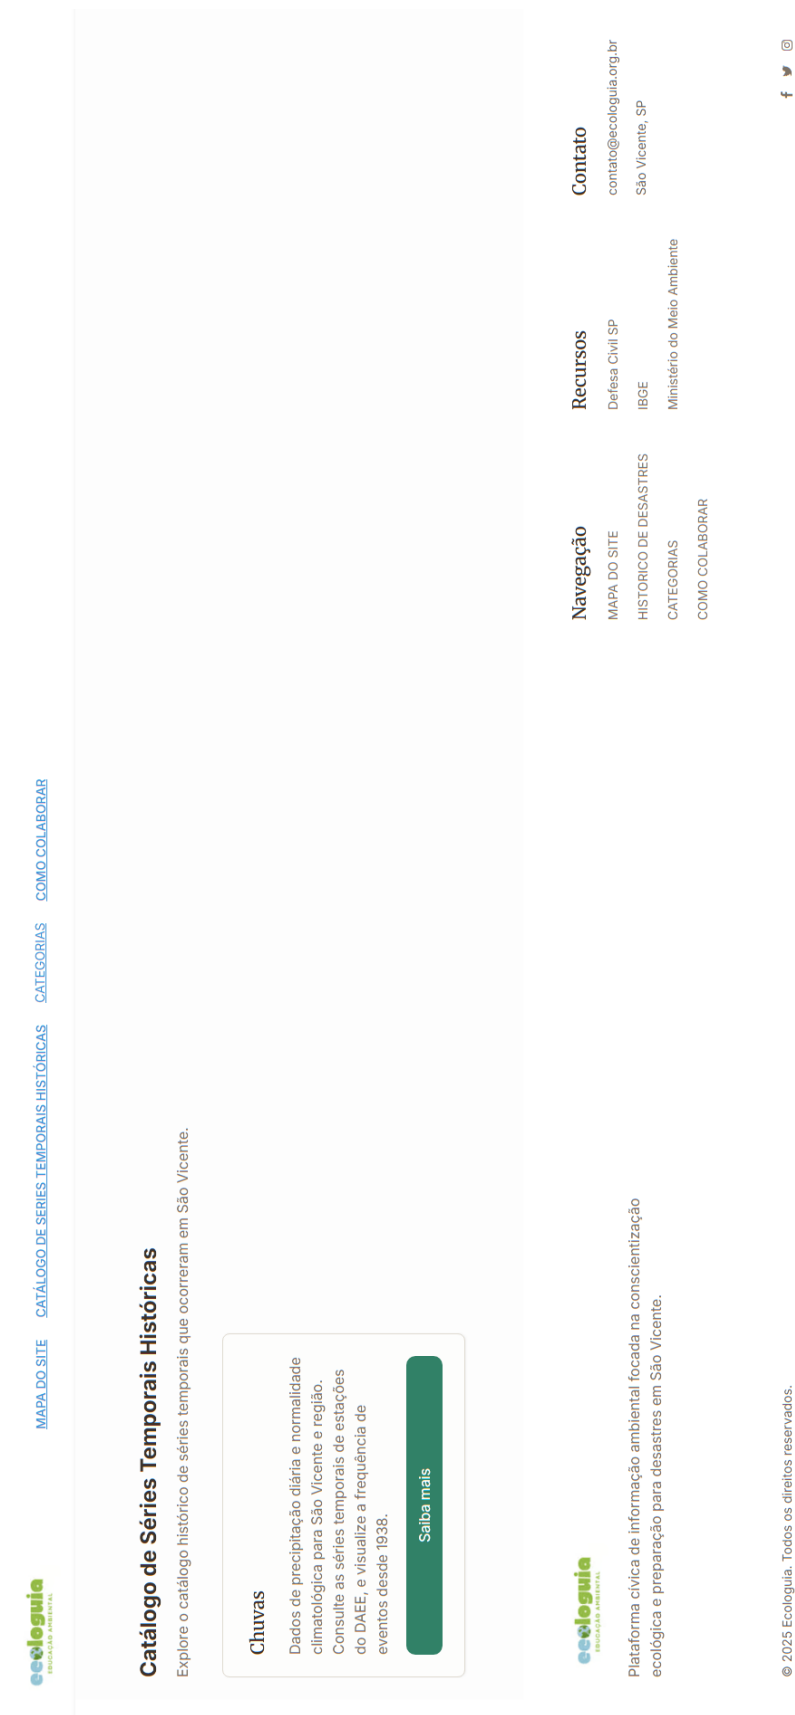 ecologuia
EDUCAÇÃO AMBIENTAL
MAPA DO SITE
CATÁLOGO DE SERIES TEMPORAIS HISTÓRICAS
CATEGORIAS
COMO COLABORAR
Catálogo de Séries Temporais Históricas
Explore o catálogo histórico de séries temporais que ocorreram em São Vicente.
Chuvas
Dados de precipitação diária e normalidade
climatológica para São Vicente e região.
Consulte as séries temporais de estações
do DAEE, e visualize a frequência de
eventos desde 1938.
Saiba mais
ecologuia
EDUCAÇÃO AMBIENTAL
Plataforma cívica de informação ambiental focada na conscientização
ecológica e preparação para desastres em São Vicente.
Navegação
MAPA DO SITE
HISTORICO DE DESASTRES
CATEGORIAS
COMO COLABORAR
Recursos
Defesa Civil SP
IBGE
Ministério do Meio Ambiente
Contato
contato@ecologuia.org.br
São Vicente, SP
© 2025 Ecologuia. Todos os direitos reservados.